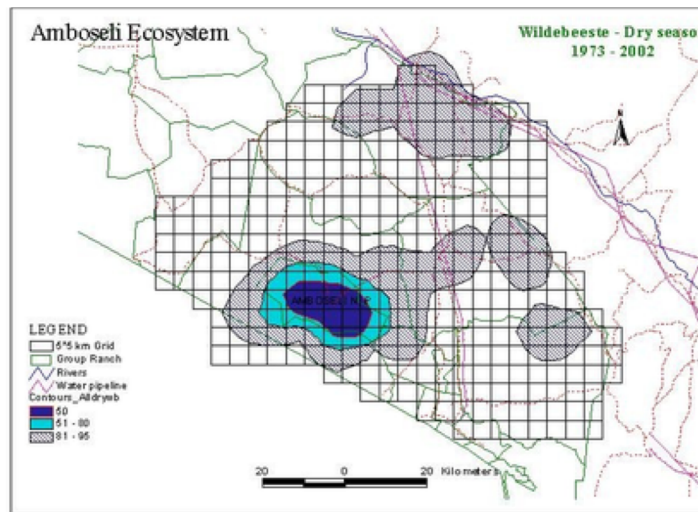 Amboseli Ecosystem
Wildebeeste - Dry seaso
1973 - 2002
N
AMBOSELI N.P
LEGEND
5*5 km Grid
Group Ranch
Rivers
Water pipeline
Contours_Alldrywb
50
51 - 80
81 - 95
20 0 20 Kilometers